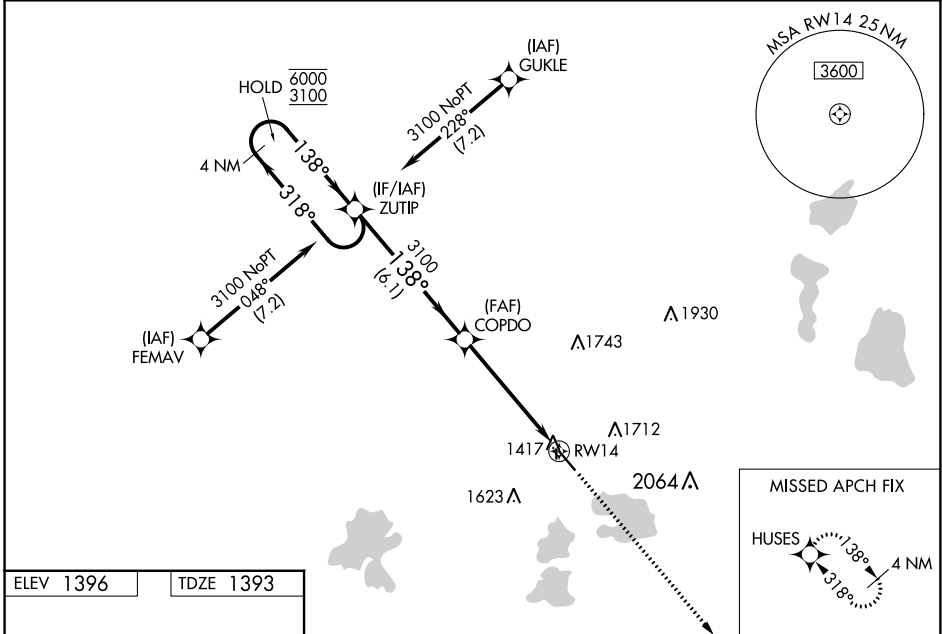 MSA RW14 25 NM
3600
(IAF)
GUKLE
HOLD
6000
3100
3100 NoPT
228°
(7.2)
4 NM
138°
318°
(IF/IAF)
ZUTIP
3100
138°
(6.1)
3100 NoPT
048°
(7.2)
(IAF)
FEMAV
(FAF)
COPDO
1930
1743
1712
1417
RW14
2064
1623
MISSED APCH FIX
HUSES
138°
318°
4 NM
ELEV 1396
TDZE 1393